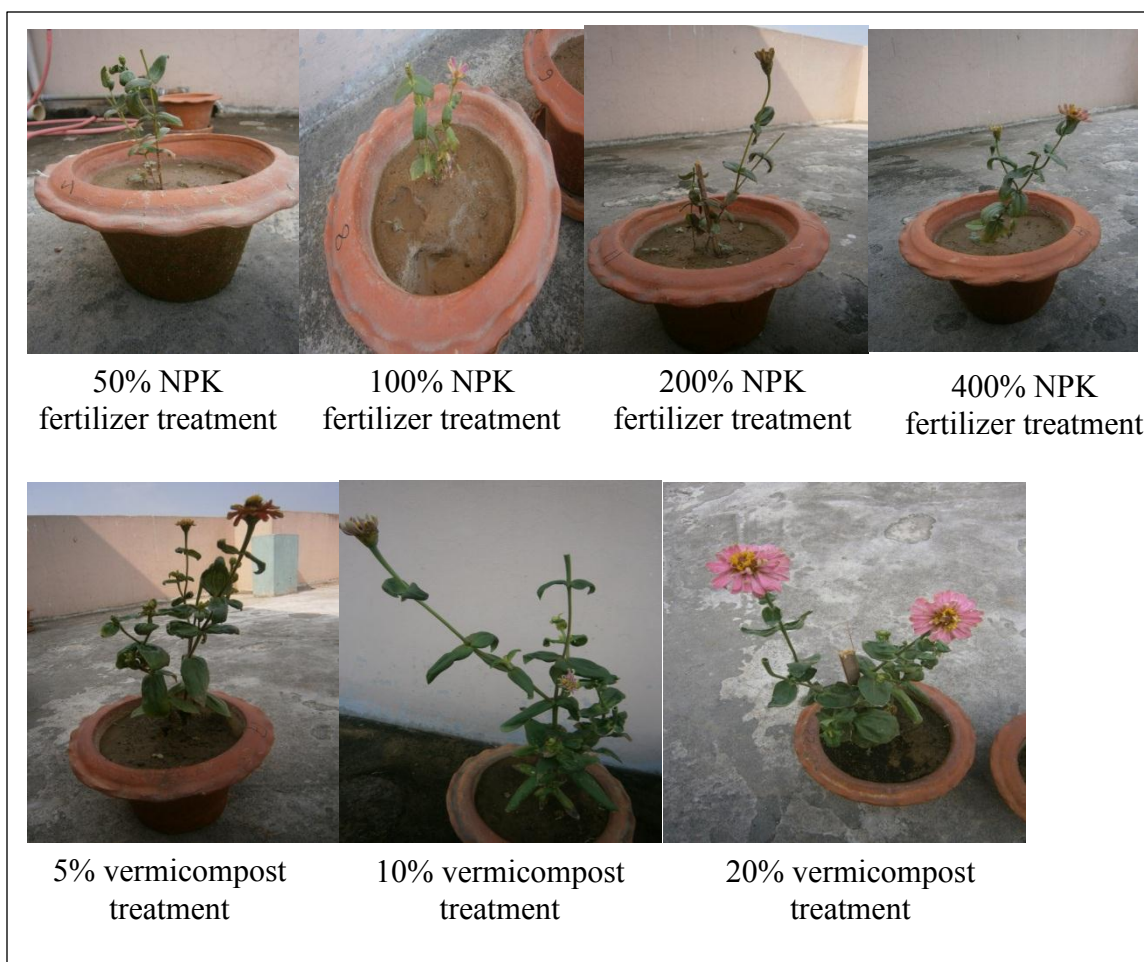 50% NPK
fertilizer treatment
100% NPK
fertilizer treatment
200% NPK
fertilizer treatment
400% NPK
fertilizer treatment
5% vermicompost
treatment
10% vermicompost
treatment
20% vermicompost
treatment
8